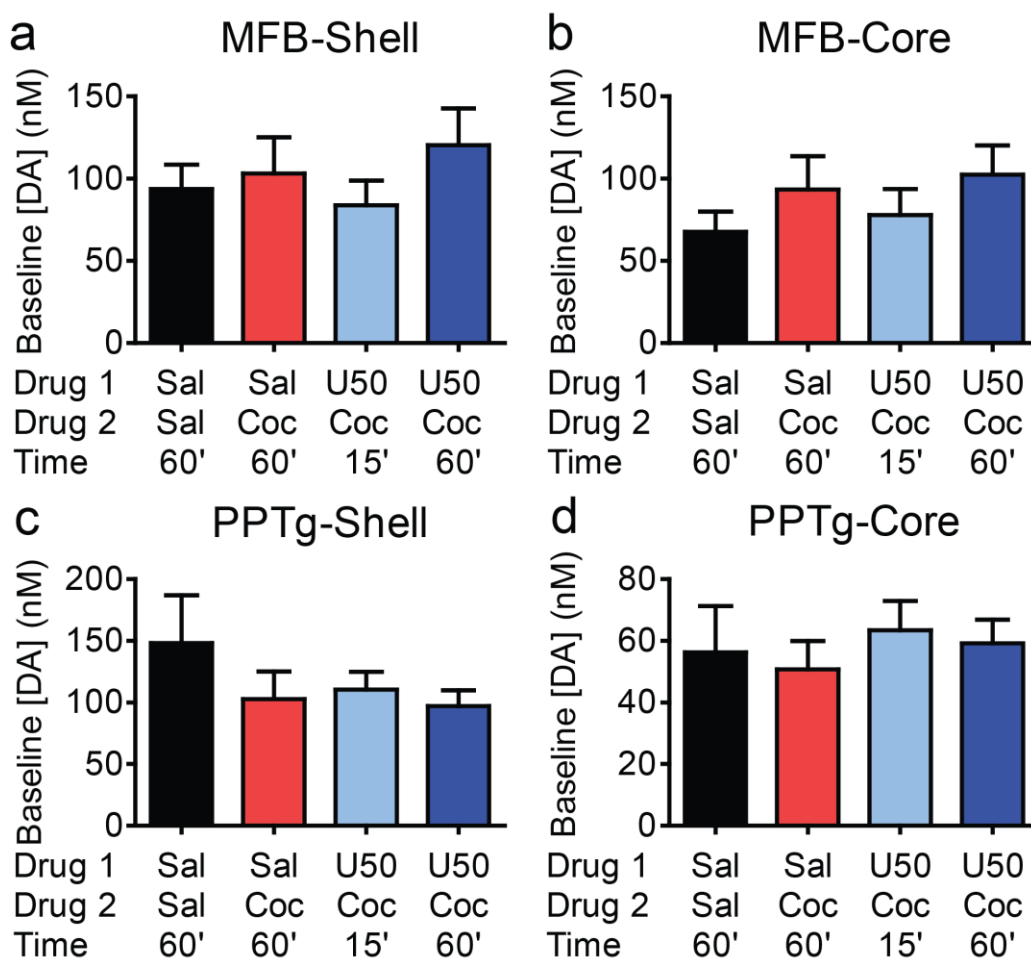 a MFB-Shell
Baseline [DA] (nM)
150
100
50
0
Drug 1 Sal Sal U50 U50
Drug 2 Sal Coc Coc Coc
Time 60' 60' 15' 60'
b MFB-Core
Baseline [DA] (nM)
150
100
50
0
Drug 1 Sal Sal U50 U50
Drug 2 Sal Coc Coc Coc
Time 60' 60' 15' 60'
c PPTg-Shell
Baseline [DA] (nM)
200
150
100
50
0
Drug 1 Sal Sal U50 U50
Drug 2 Sal Coc Coc Coc
Time 60' 60' 15' 60'
d PPTg-Core
Baseline [DA] (nM)
80
60
40
20
0
Drug 1 Sal Sal U50 U50
Drug 2 Sal Coc Coc Coc
Time 60' 60' 15' 60'